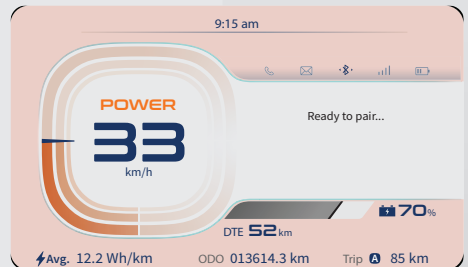 9:15 am
POWER
33
km/h
Ready to pair...
70%
DTE 52 km
Avg. 12.2 Wh/km ODO 013614.3 km Trip A 85 km